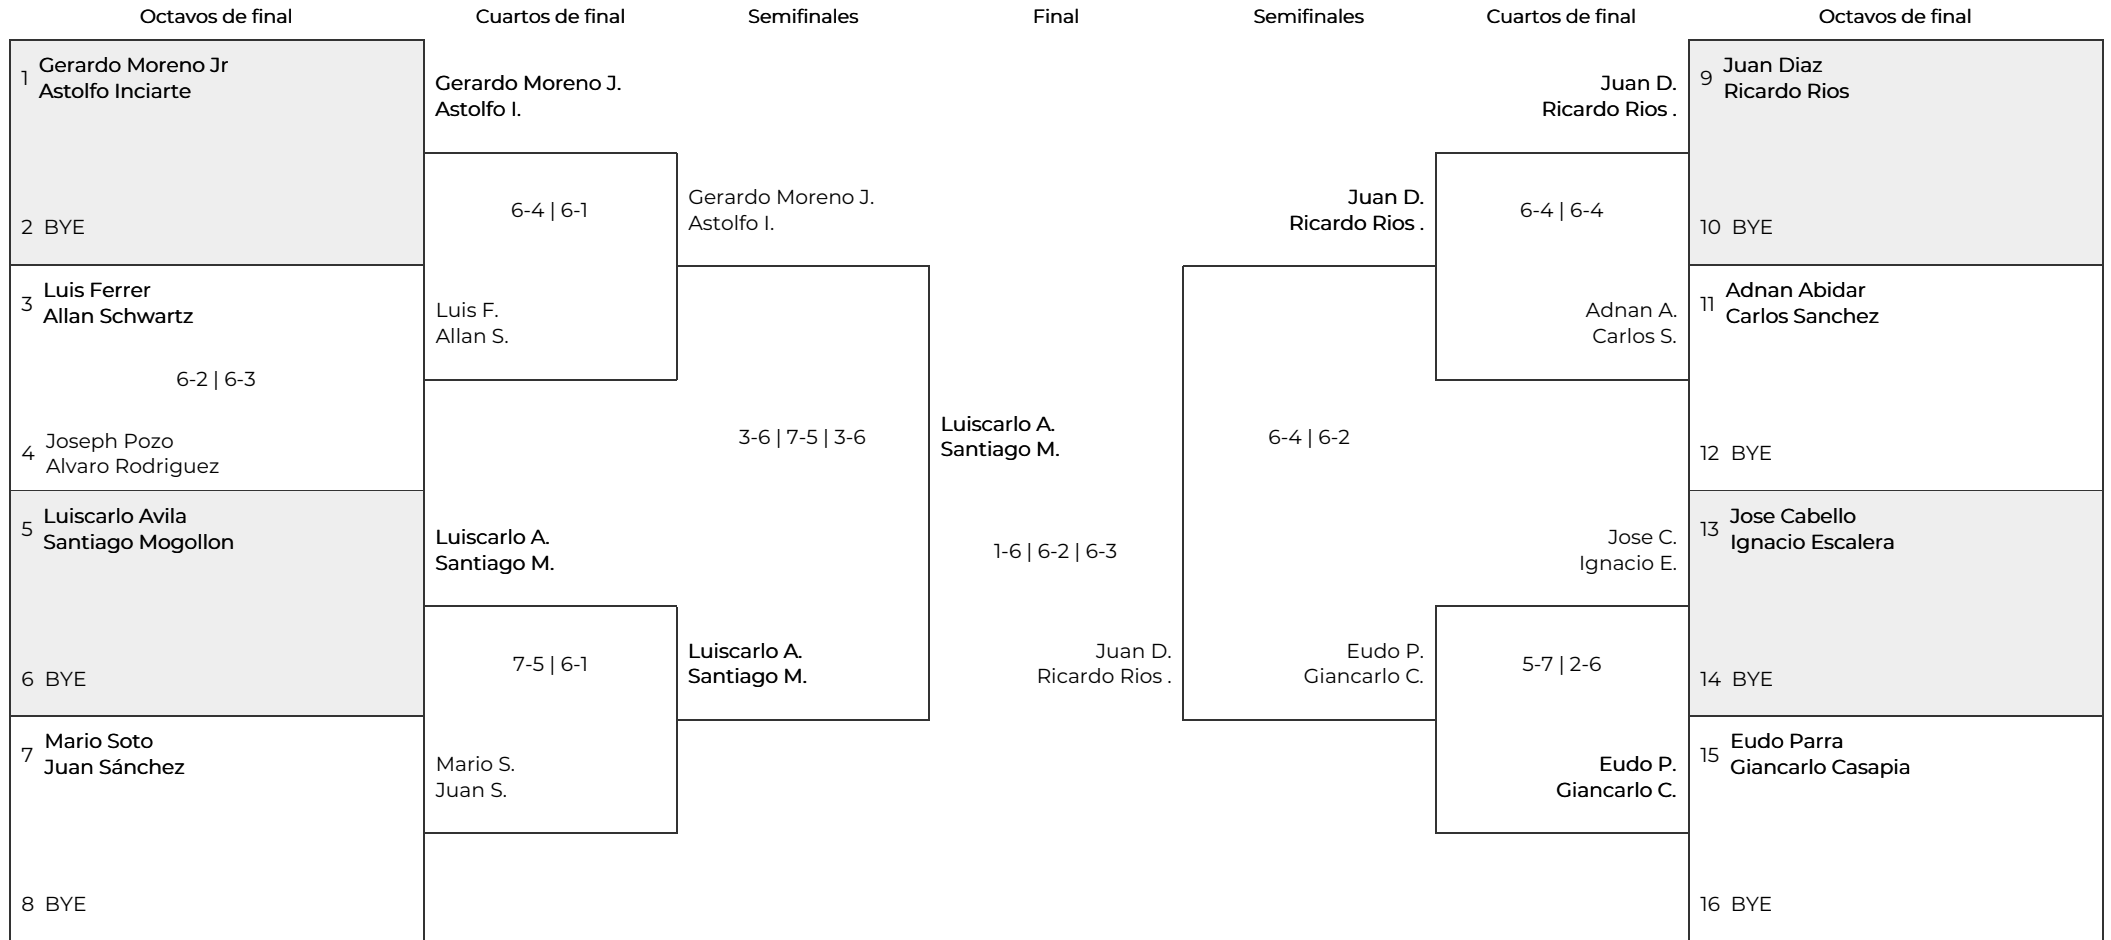 Octavos de final
Cuartos de final
Semifinales
Final
Semifinales
Cuartos de final
Octavos de final
1
Gerardo Moreno Jr
Astolfo Inciarte
2 BYE
3
Luis Ferrer
Allan Schwartz
6-2 | 6-3
4
Joseph Pozo
Alvaro Rodriguez
5
Luiscarlo Avila
Santiago Mogollon
6 BYE
7
Mario Soto
Juan Sánchez
8 BYE
Gerardo Moreno J.
Astolfo I.
6-4 | 6-1
Luis F.
Allan S.
Luiscarlo A.
Santiago M.
7-5 | 6-1
Mario S.
Juan S.
Gerardo Moreno J.
Astolfo I.
3-6 | 7-5 | 3-6
Luiscarlo A.
Santiago M.
Luiscarlo A.
Santiago M.
1-6 | 6-2 | 6-3
Juan D.
Ricardo Rios .
Juan D.
Ricardo Rios .
6-4 | 6-2
Eudo P.
Giancarlo C.
Juan D.
Ricardo Rios .
6-4 | 6-4
Adnan A.
Carlos S.
Jose C.
Ignacio E.
5-7 | 2-6
Eudo P.
Giancarlo C.
9
Juan Diaz
Ricardo Rios
10 BYE
11
Adnan Abidar
Carlos Sanchez
12 BYE
13
Jose Cabello
Ignacio Escalera
14 BYE
15
Eudo Parra
Giancarlo Casapia
16 BYE